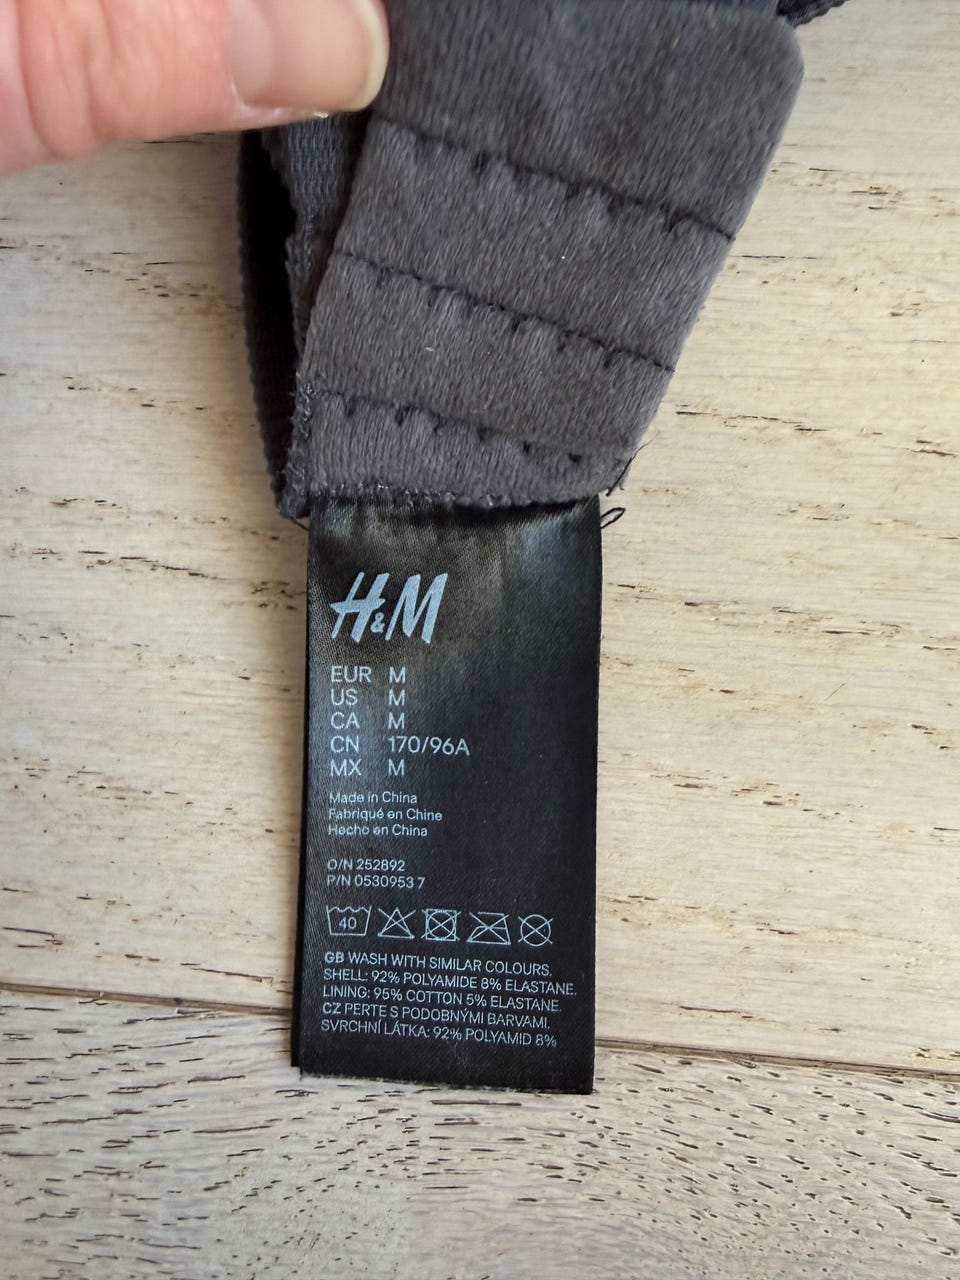 H&M
EUR M
US M
CA M
CN 170/96A
MX M
Made in China
Fabriqué en Chine
Hecho en China
O/N 252892
P/N 0530953 7
40
GB WASH WITH SIMILAR COLOURS.
SHELL: 92% POLYAMIDE 8% ELASTANE.
LINING: 95% COTTON 5% ELASTANE.
CZ PERTE S PODOBNÝMI BARVAMI.
SVRCHNÍ LÁTKA: 92% POLYAMID 8%